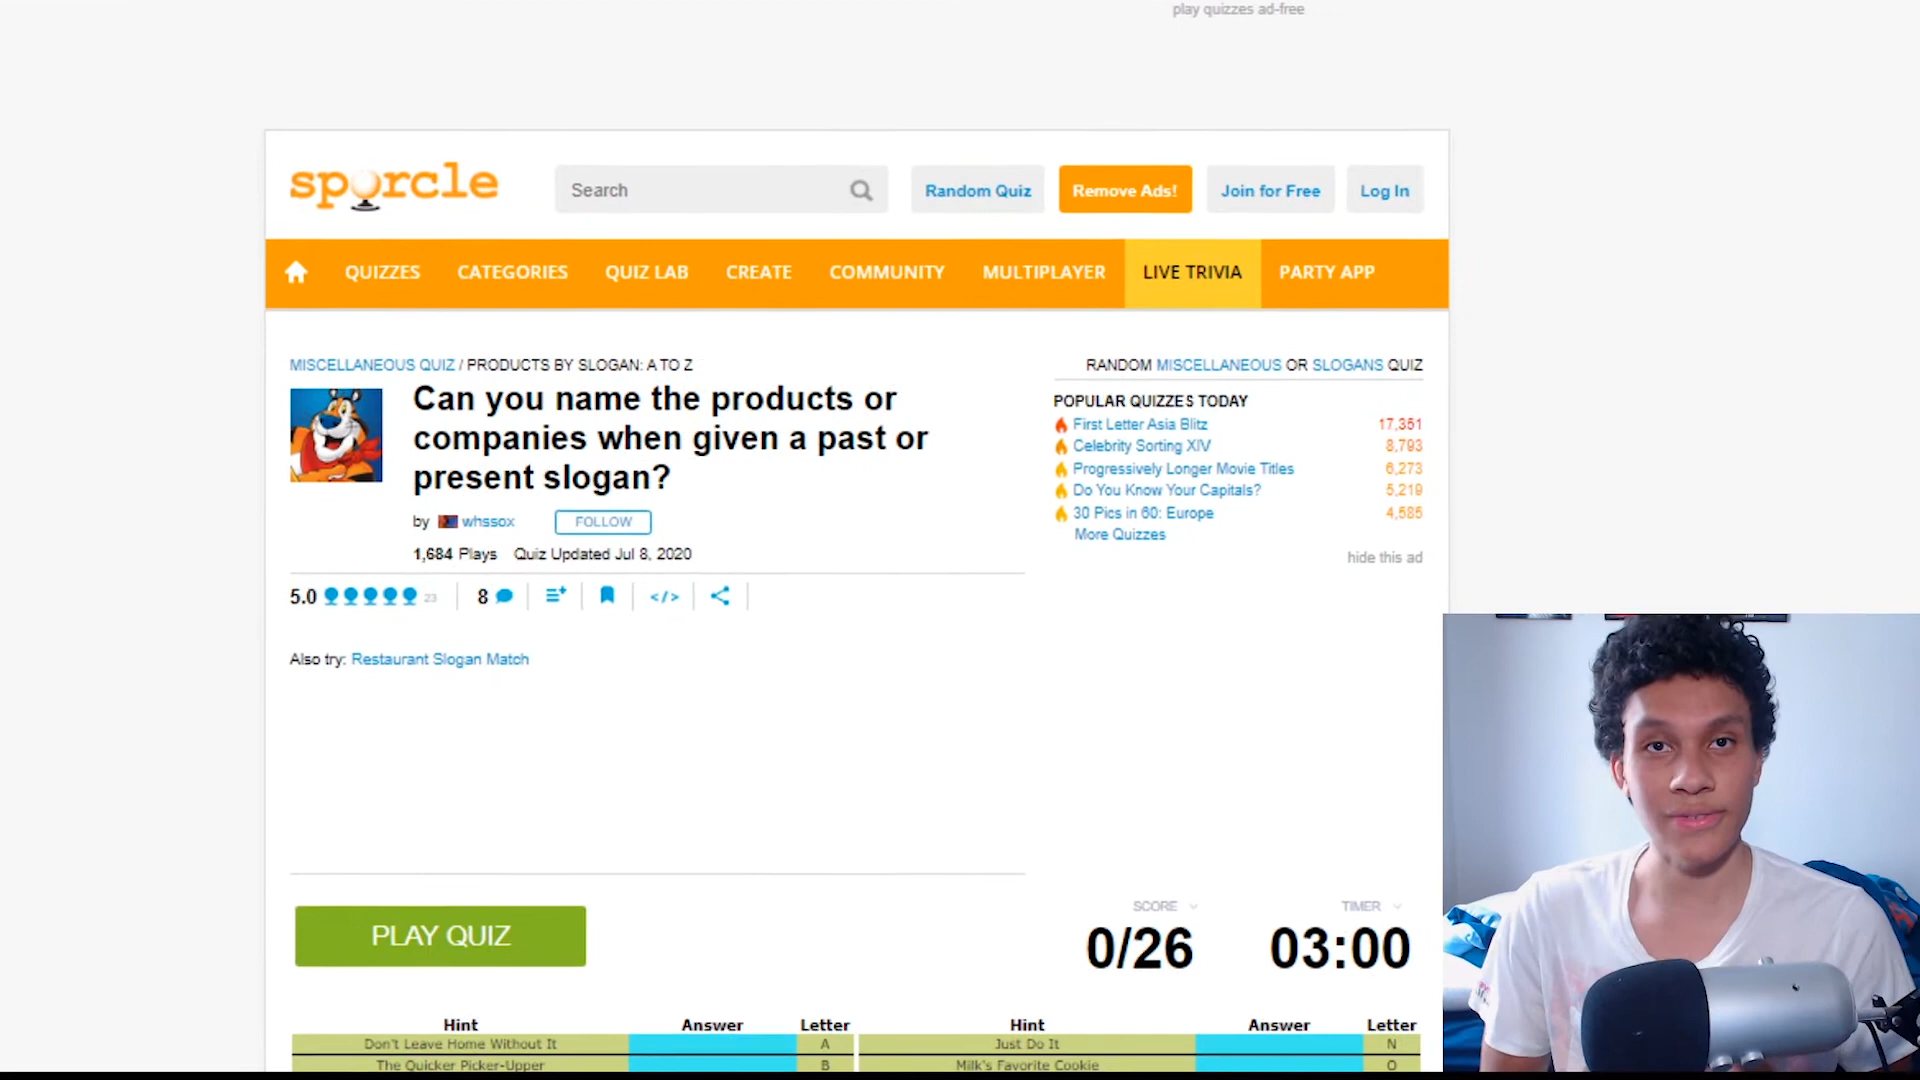 play quizzes ad-free
sporcle
Search
Random Quiz
Remove Ads!
Join for Free
Log In
QUIZZES
CATEGORIES
QUIZ LAB
CREATE
COMMUNITY
MULTIPLAYER
LIVE TRIVIA
PARTY APP
MISCELLANEOUS QUIZ / PRODUCTS BY SLOGAN: A TO Z
Can you name the products or
companies when given a past or
present slogan?
by whssox
FOLLOW
1,684 Plays Quiz Updated Jul 8, 2020
5.0 23 8 </>
Also try: Restaurant Slogan Match
RANDOM MISCELLANEOUS OR SLOGANS QUIZ
POPULAR QUIZZES TODAY
First Letter Asia Blitz 17,351
Celebrity Sorting XIV 8,793
Progressively Longer Movie Titles 6,273
Do You Know Your Capitals? 5,219
30 Pics in 60: Europe 4,585
More Quizzes
hide this ad
PLAY QUIZ
SCORE
0/26
TIMER
03:00
Hint Answer Letter Hint Answer Letter
Don't Leave Home Without It A Just Do It N
The Quicker Picker-Upper B Milk's Favorite Cookie O